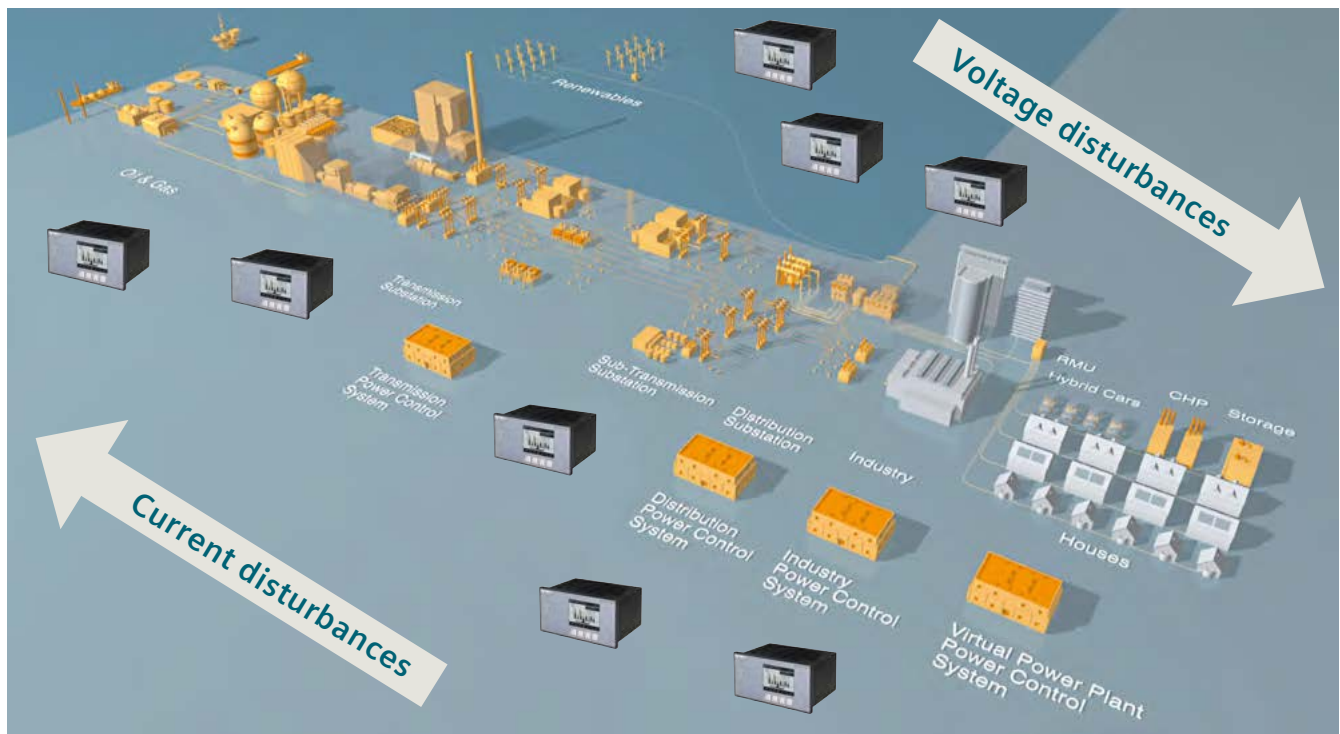 Voltage disturbances
Renewables
Oil & Gas
Transmission
Substation
Transmission
Power Control
System
Sub-Transmission
Substation
Distribution
Substation
Industry
RMU
Hybrid Cars
CHP
Storage
Houses
Distribution
Power Control
System
Industry
Power Control
System
Virtual Power Plant
Power Control
System
Current disturbances